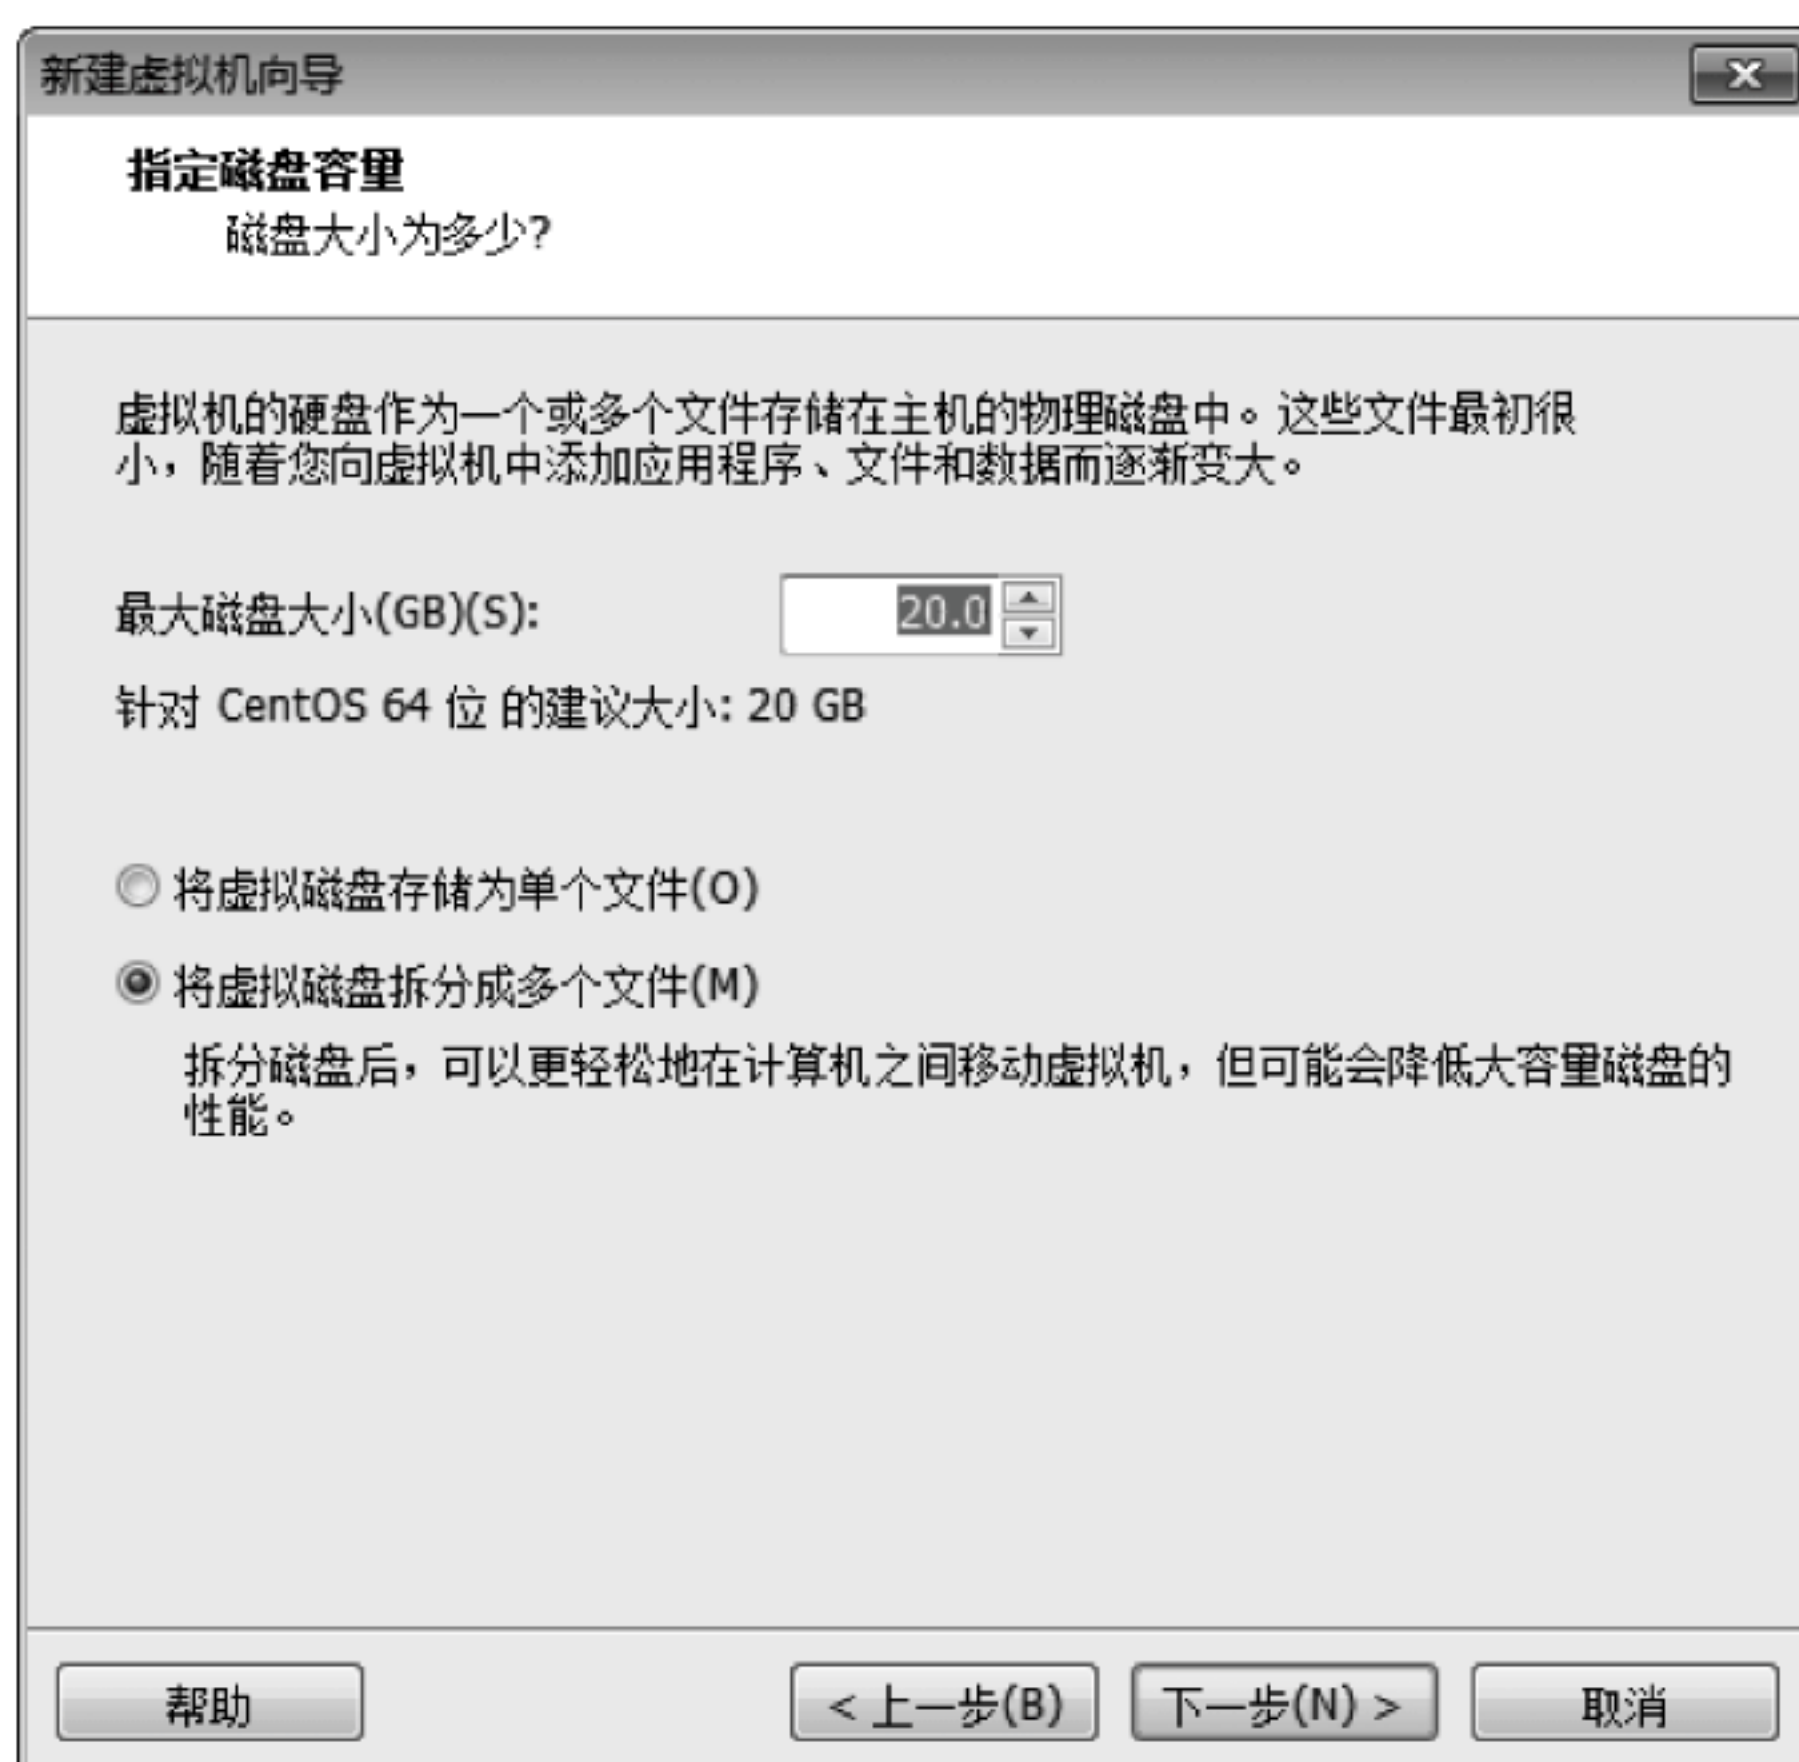 新建虚拟机向导
指定磁盘容量
磁盘大小为多少?
虚拟机的硬盘作为一个或多个文件存储在主机的物理磁盘中。这些文件最初很
小，随着您向虚拟机中添加应用程序、文件和数据而逐渐变大。
最大磁盘大小(GB)(S): 20.0
针对 CentOS 64 位 的建议大小: 20 GB
将虚拟磁盘存储为单个文件(O)
将虚拟磁盘拆分成多个文件(M)
拆分磁盘后，可以更轻松地在计算机之间移动虚拟机，但可能会降低大容量磁盘的
性能。
帮助 < 上一步(B) 下一步(N) > 取消